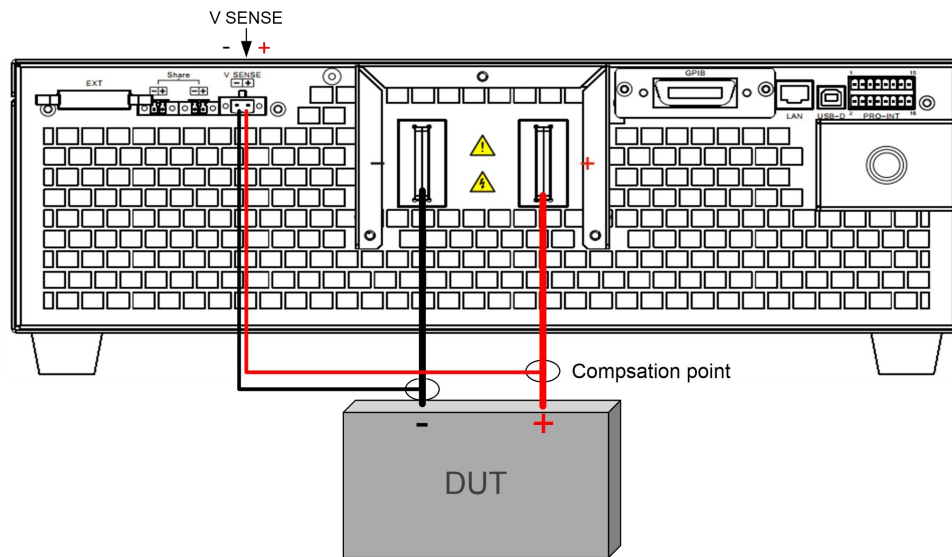 V SENSE
- +
EXT
Share
- + - +
V SENSE
- +
GPIB
LAN
USB-D
1 15
2 16
PRO-INT
- +
Compsation point
- +
DUT